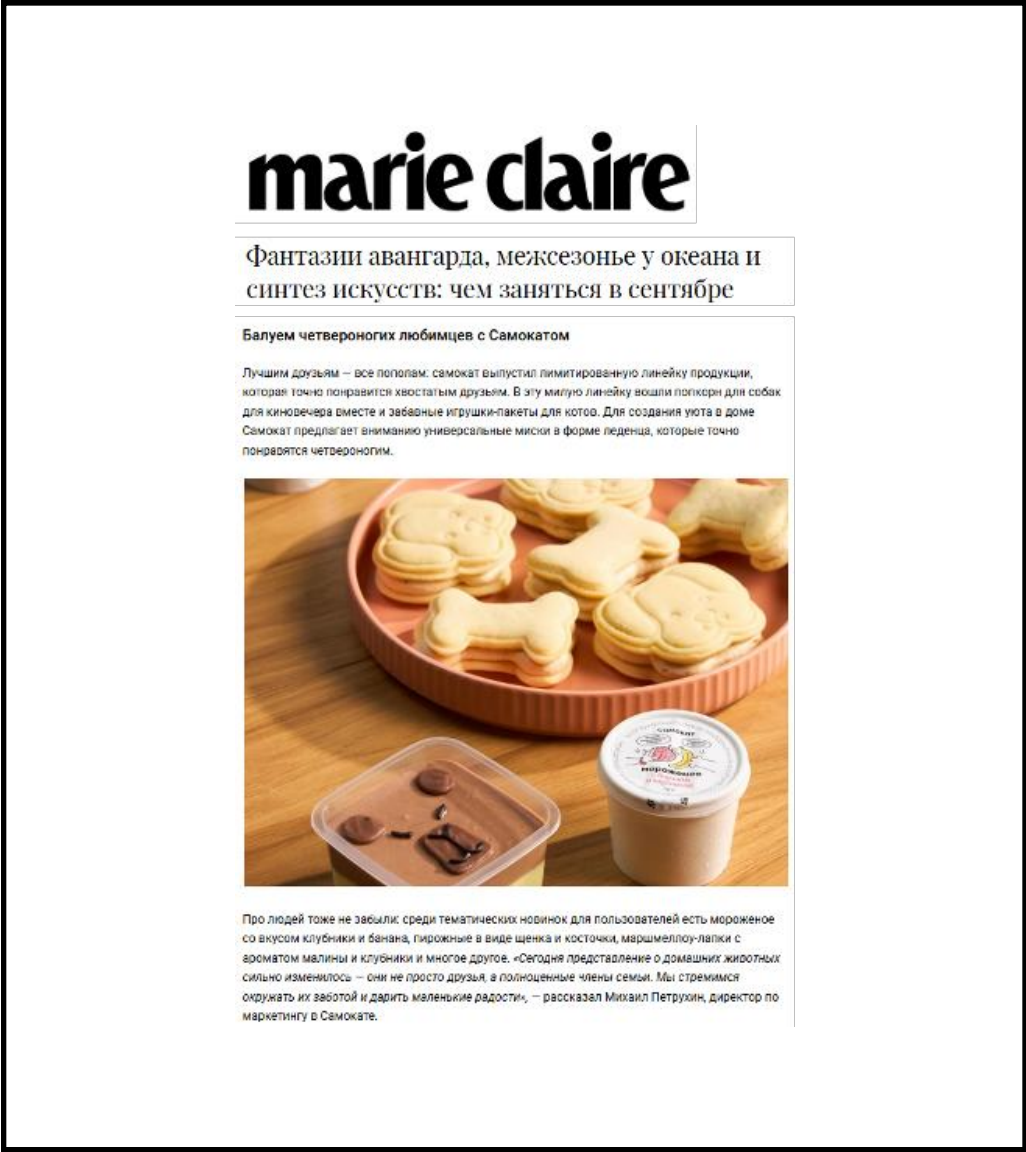 marie claire
Фантазии авангарда, межсезонье у океана и
синтез искусств: чем заняться в сентябре
Балуем четвероногих любимцев с Самокатом
Лучшим друзьям — все пополам: самокат выпустил лимитированную линейку продукции,
которая точно понравится хвостатым друзьям. В эту милую линейку вошли попкорн для собак
для киновечера вместе и забавные игрушки-пакеты для котов. Для создания уюта в доме
Самокат предлагает вниманию универсальные миски в форме леденца, которые точно
понравятся четвероногим.
самокат
мороженое
Про людей тоже не забыли: среди тематических новинок для пользователей есть мороженое
со вкусом клубники и банана, пирожные в виде щенка и косточки, маршмеллоу-лапки с
ароматом малины и клубники и многое другое. «Сегодня представление о домашних животных
сильно изменилось — они не просто друзья, а полноценные члены семьи. Мы стремимся
окружать их заботой и дарить маленькие радости», — рассказал Михаил Петрухин, директор по
маркетингу в Самокате.